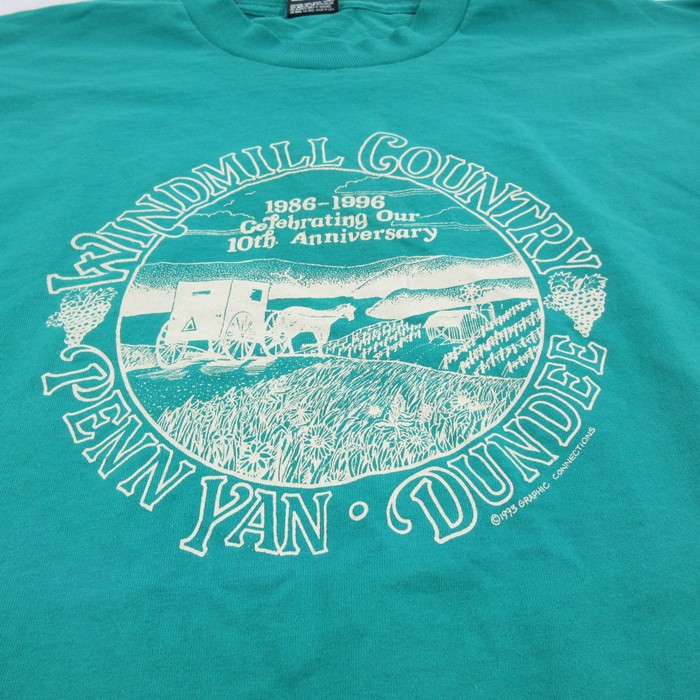 WINDMILL COUNTRY
1986-1996
Celebrating Our
10th Anniversary
PENN YAN • DUNDEE
©1993 GRAPHIC CONNECTIONS